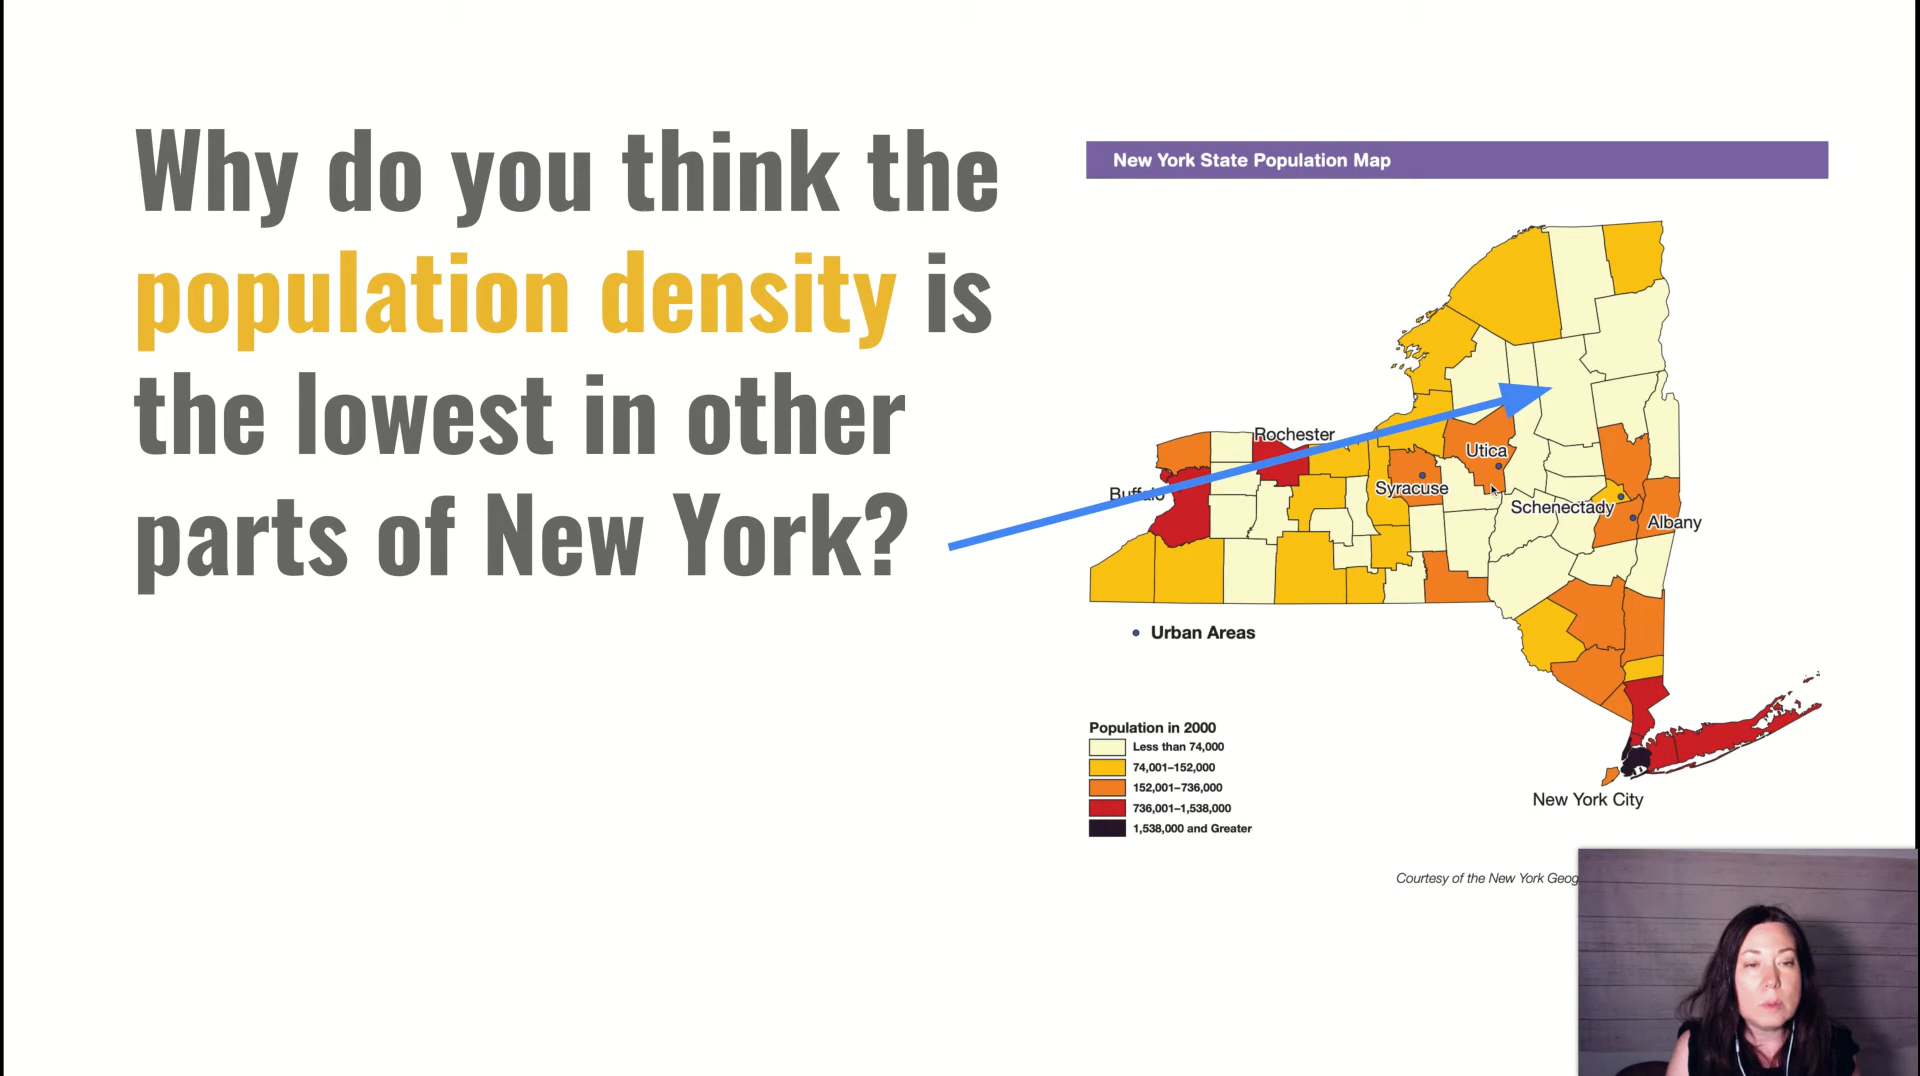 Why do you think the
population density is
the lowest in other
parts of New York?
New York State Population Map
Rochester
Utica
Buffalo
Syracuse
Schenectady
Albany
Urban Areas
Population in 2000
Less than 74,000
74,001–152,000
152,001–736,000
736,001–1,538,000
1,538,000 and Greater
New York City
Courtesy of the New York Geog